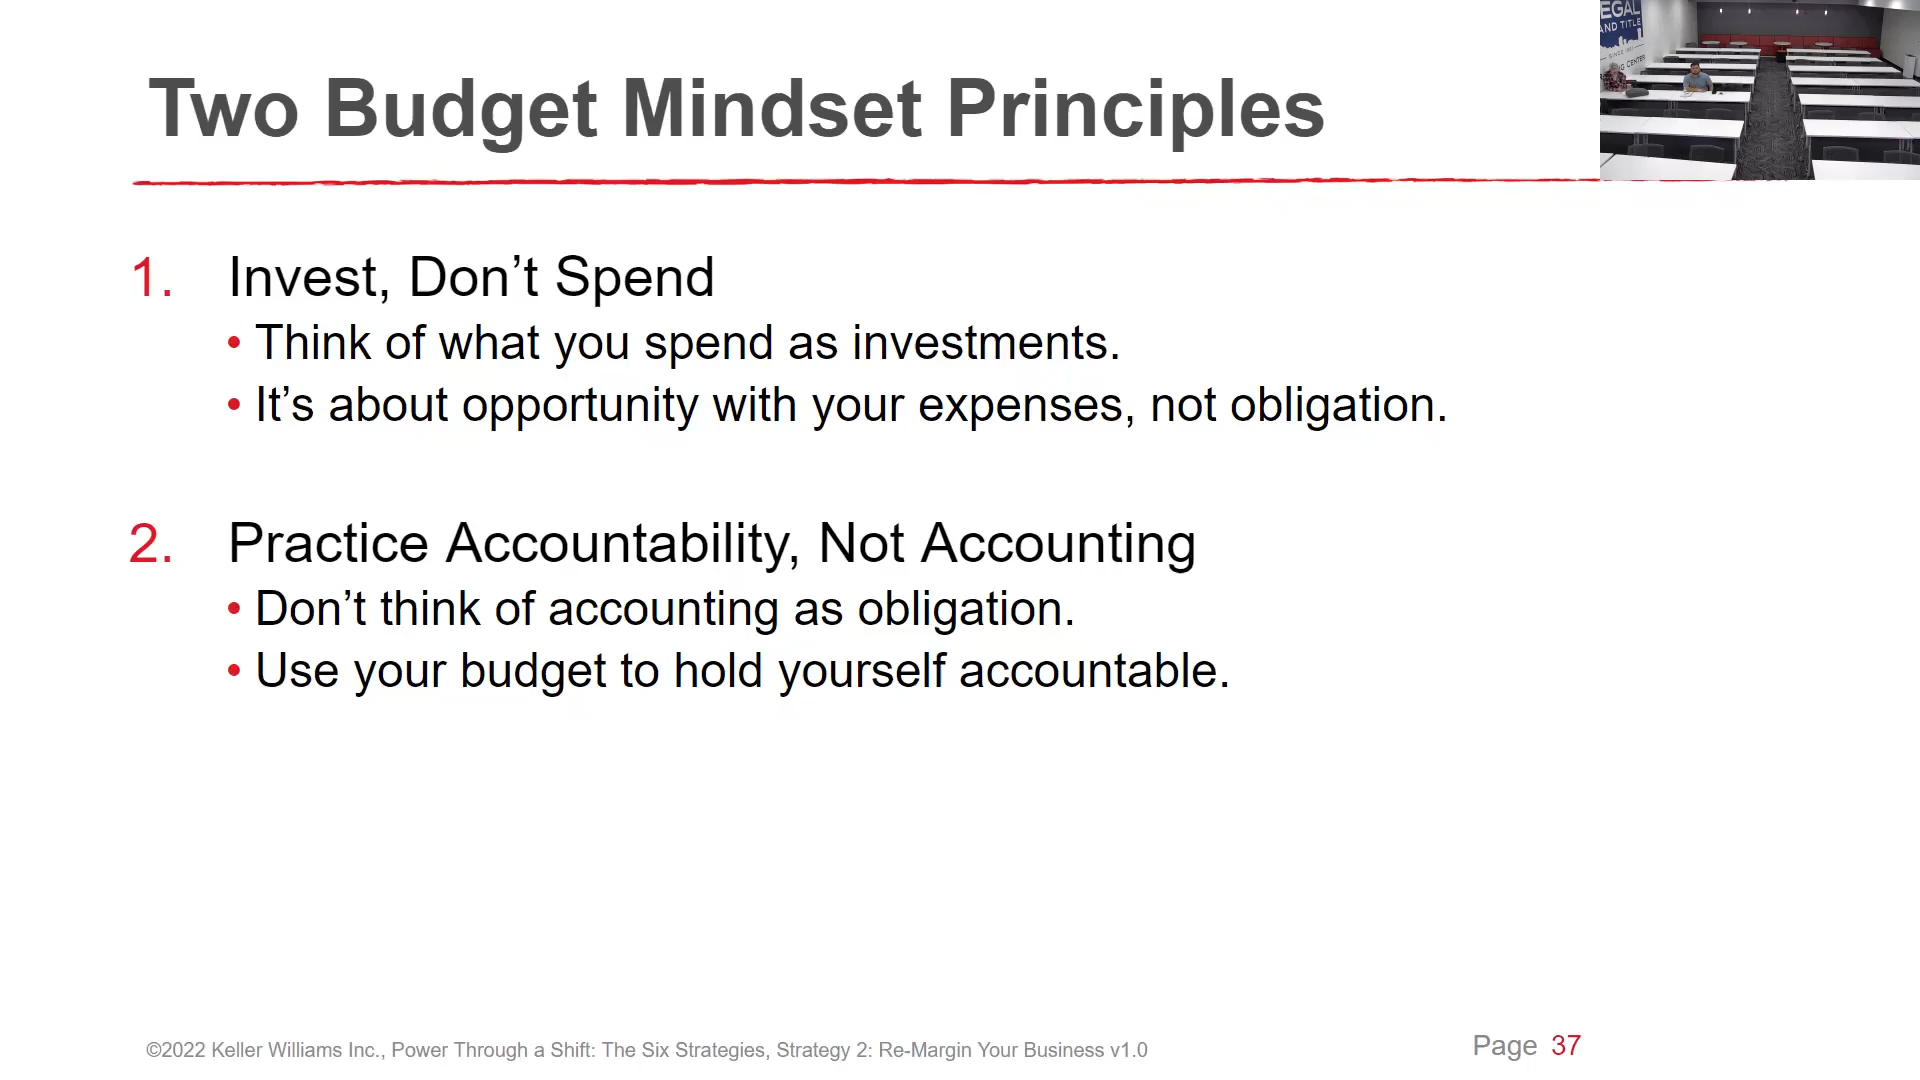 EGAL
AND TITLE
Two Budget Mindset Principles
1. Invest, Don’t Spend
• Think of what you spend as investments.
• It’s about opportunity with your expenses, not obligation.
2. Practice Accountability, Not Accounting
• Don’t think of accounting as obligation.
• Use your budget to hold yourself accountable.
©2022 Keller Williams Inc., Power Through a Shift: The Six Strategies, Strategy 2: Re-Margin Your Business v1.0
Page 37